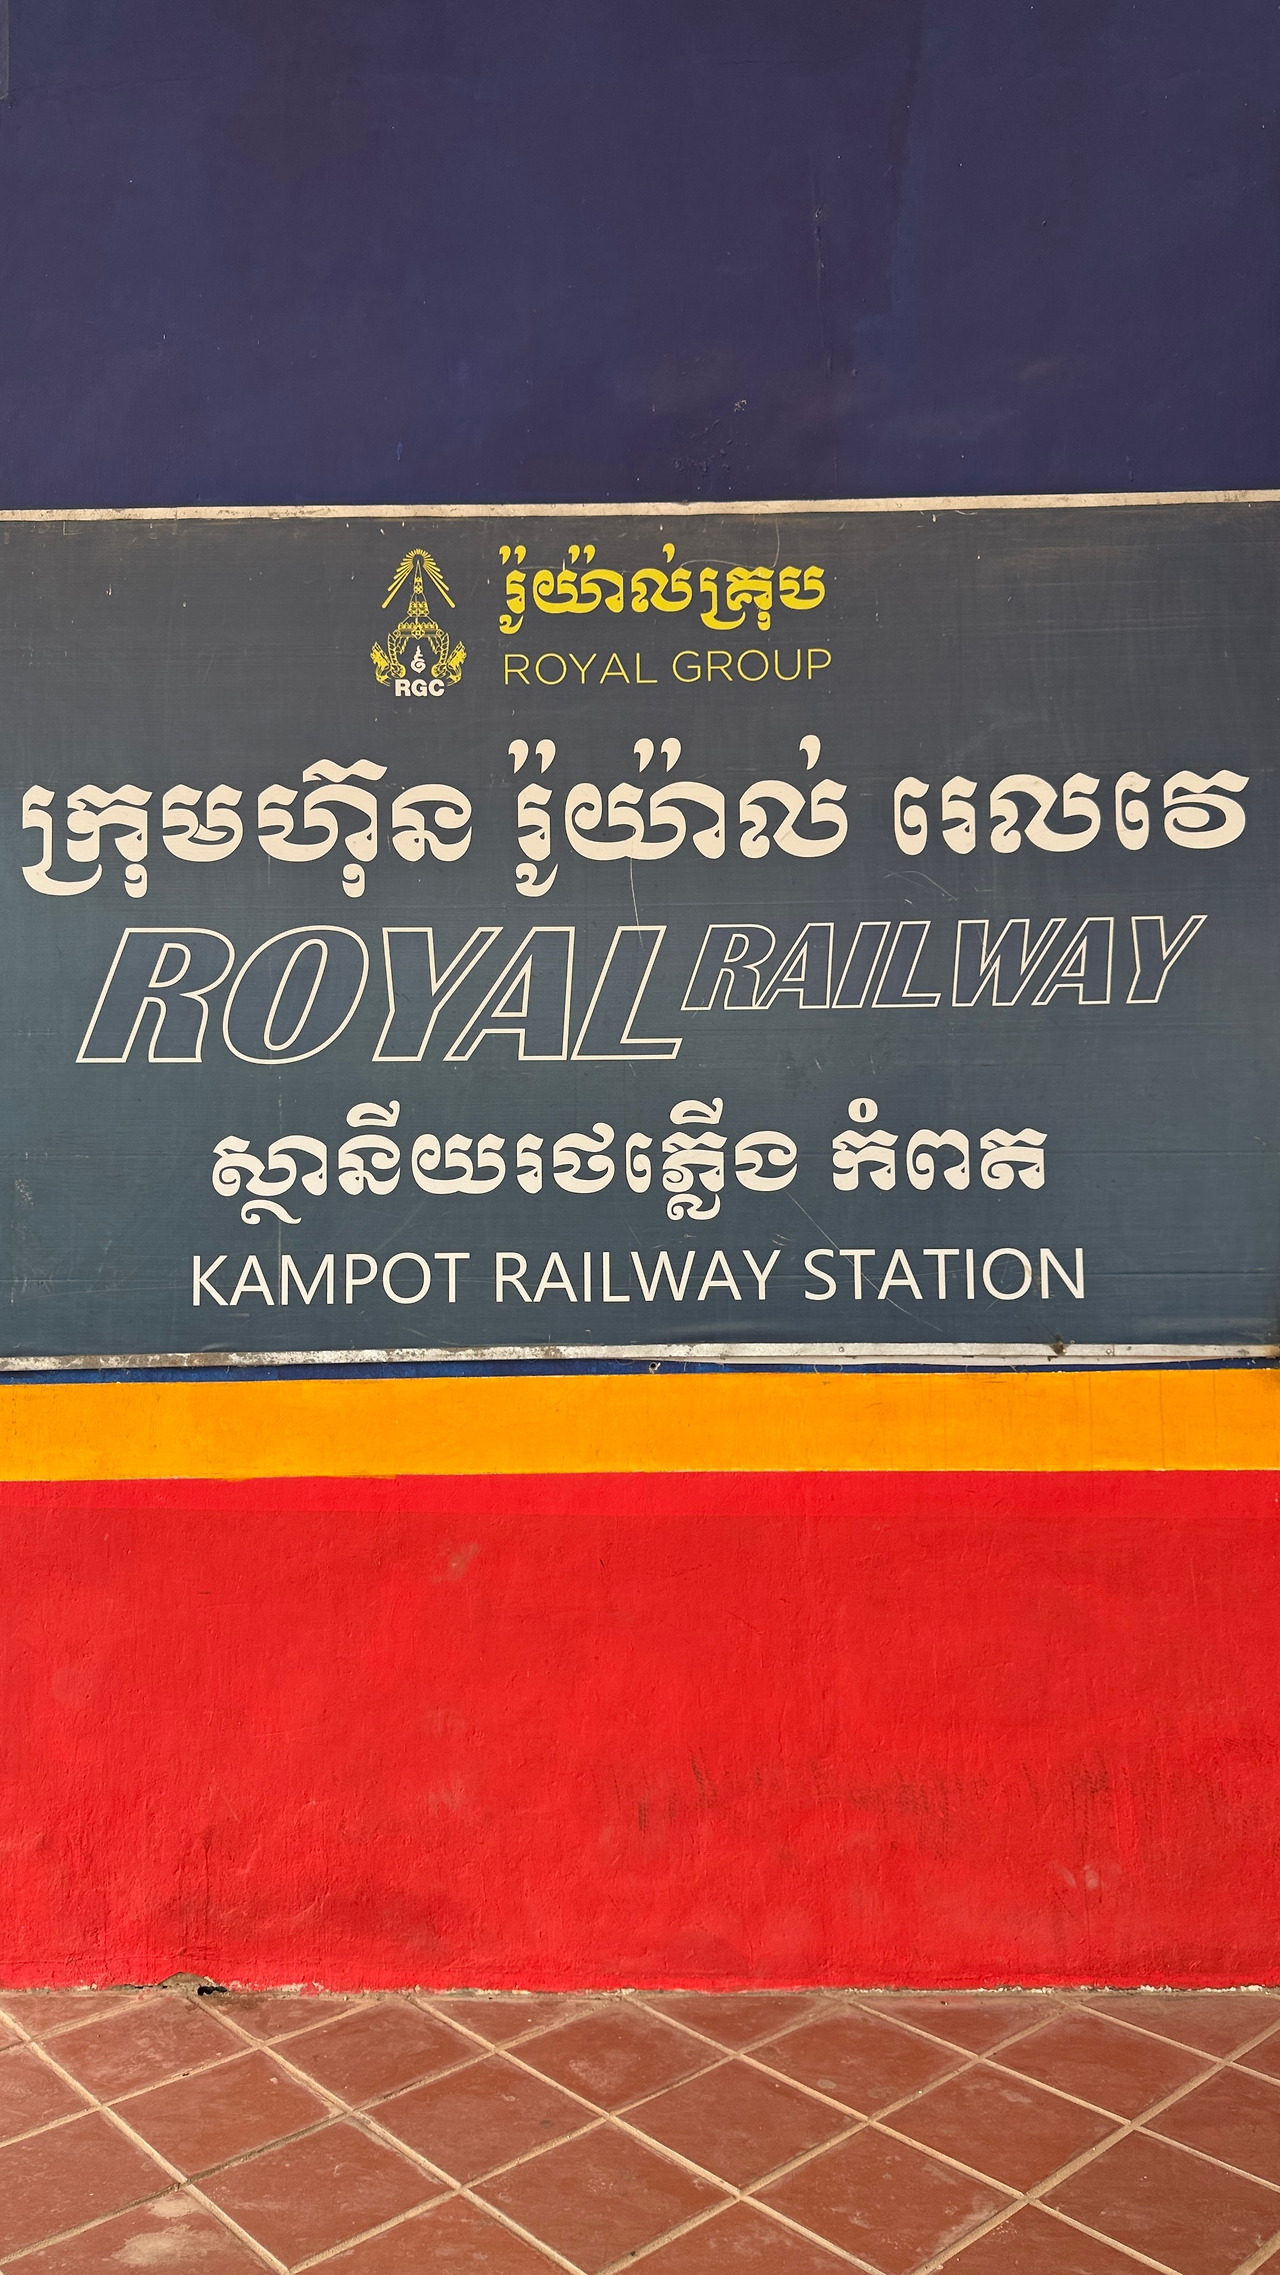 រ៉ូយ៉ាល់គ្រុប
ROYAL GROUP
RGC
ក្រុមហ៊ុន រ៉ូយ៉ាល់ រេលវេ
ROYAL RAILWAY
ស្ថានីយរថភ្លើង កំពត
KAMPOT RAILWAY STATION